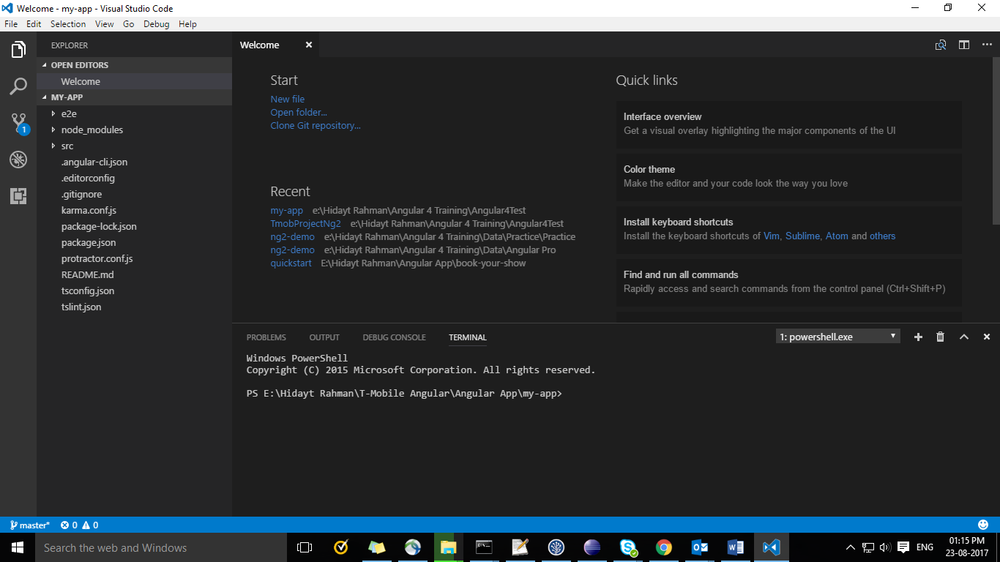 Welcome - my-app - Visual Studio Code
File Edit Selection View Go Debug Help
EXPLORER
OPEN EDITORS
Welcome
MY-APP
e2e
node_modules
src
.angular-cli.json
.editorconfig
.gitignore
karma.conf.js
package-lock.json
package.json
protractor.conf.js
README.md
tsconfig.json
tslint.json
1
Welcome
Start
New file
Open folder...
Clone Git repository...
Recent
my-app e:\Hidayt Rahman\Angular 4 Training\Angular4Test
TmobProjectNg2 e:\Hidayt Rahman\Angular 4 Training\Angular4Test
ng2-demo e:\Hidayt Rahman\Angular 4 Training\Data\Practice\Practice
ng2-demo e:\Hidayt Rahman\Angular 4 Training\Data\Angular Pro
quickstart E:\Hidayt Rahman\Angular App\book-your-show
Quick links
Interface overview
Get a visual overlay highlighting the major components of the UI
Color theme
Make the editor and your code look the way you love
Install keyboard shortcuts
Install the keyboard shortcuts of Vim, Sublime, Atom and others
Find and run all commands
Rapidly access and search commands from the control panel (Ctrl+Shift+P)
PROBLEMS OUTPUT DEBUG CONSOLE TERMINAL
1: powershell.exe
Windows PowerShell
Copyright (C) 2015 Microsoft Corporation. All rights reserved.
PS E:\Hidayt Rahman\T-Mobile Angular\Angular App\my-app>
master* 0 0
Search the web and Windows
ENG
01:15 PM
23-08-2017